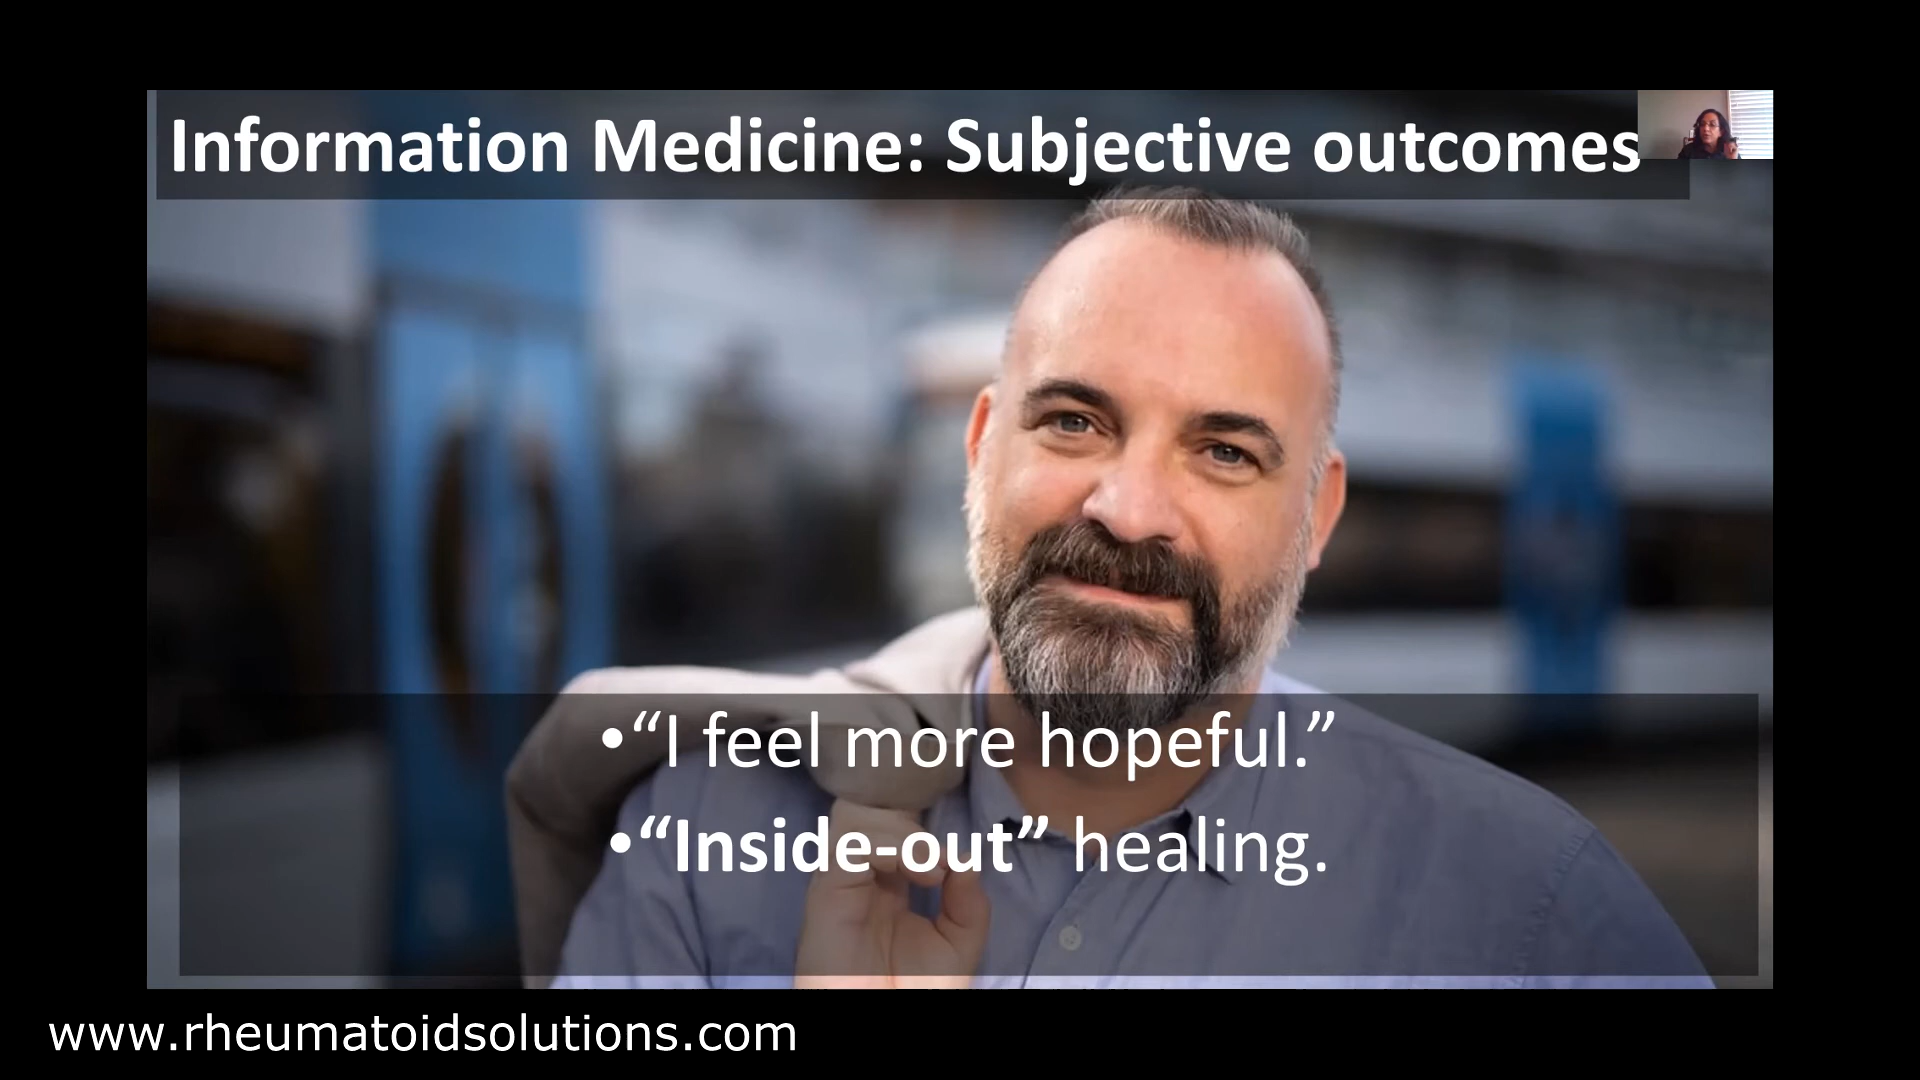 Information Medicine: Subjective outcomes
•“I feel more hopeful.”
•“Inside-out” healing.
www.rheumatoidsolutions.com